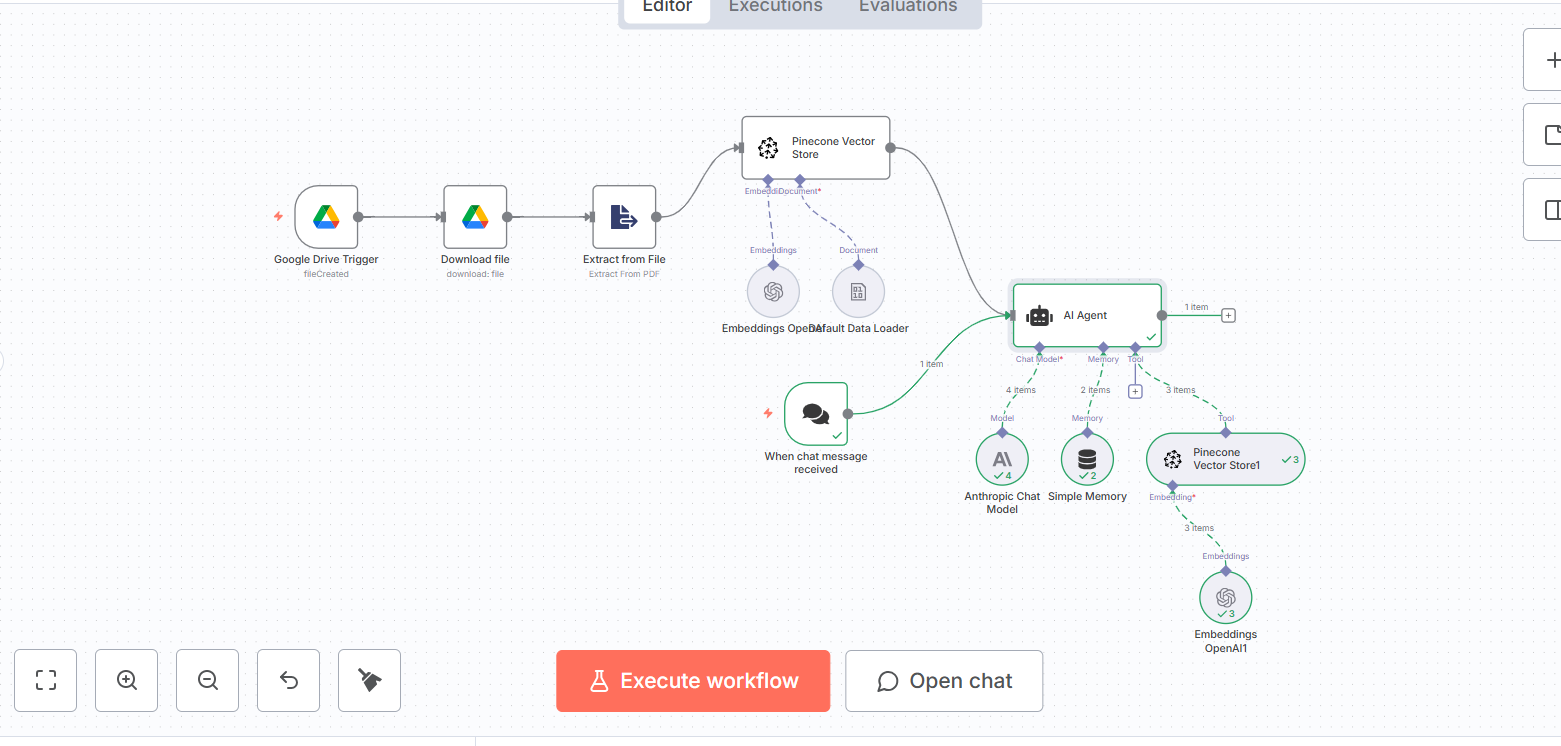 Editor
Executions
Evaluations
Pinecone Vector
Store
Embeddi
Document*
Google Drive Trigger
fileCreated
Download file
download: file
Extract from File
Extract From PDF
Embeddings
Document
Embeddings OpenAI
Default Data Loader
AI Agent
1 item
Chat Model*
Memory
Tool
1 item
4 items
2 items
3 items
When chat message
received
Model
Memory
Tool
4
2
Pinecone
Vector Store1
3
Anthropic Chat
Model
Simple Memory
Embedding*
3 items
Embeddings
3
Embeddings
OpenAI1
Execute workflow
Open chat